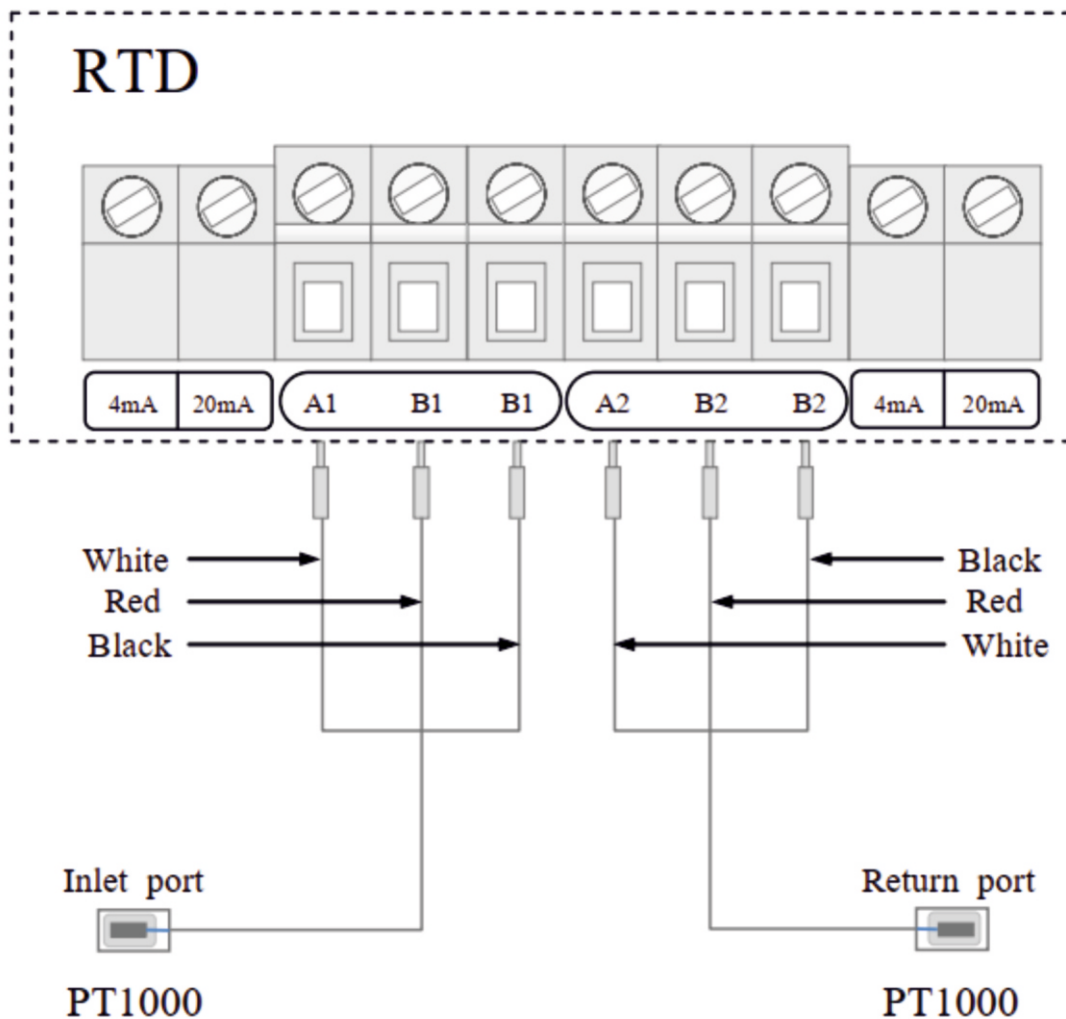 RTD
4mA 20mA A1 B1 B1 A2 B2 B2 4mA 20mA
White Black
Red Red
Black White
Inlet port Return port
PT1000 PT1000